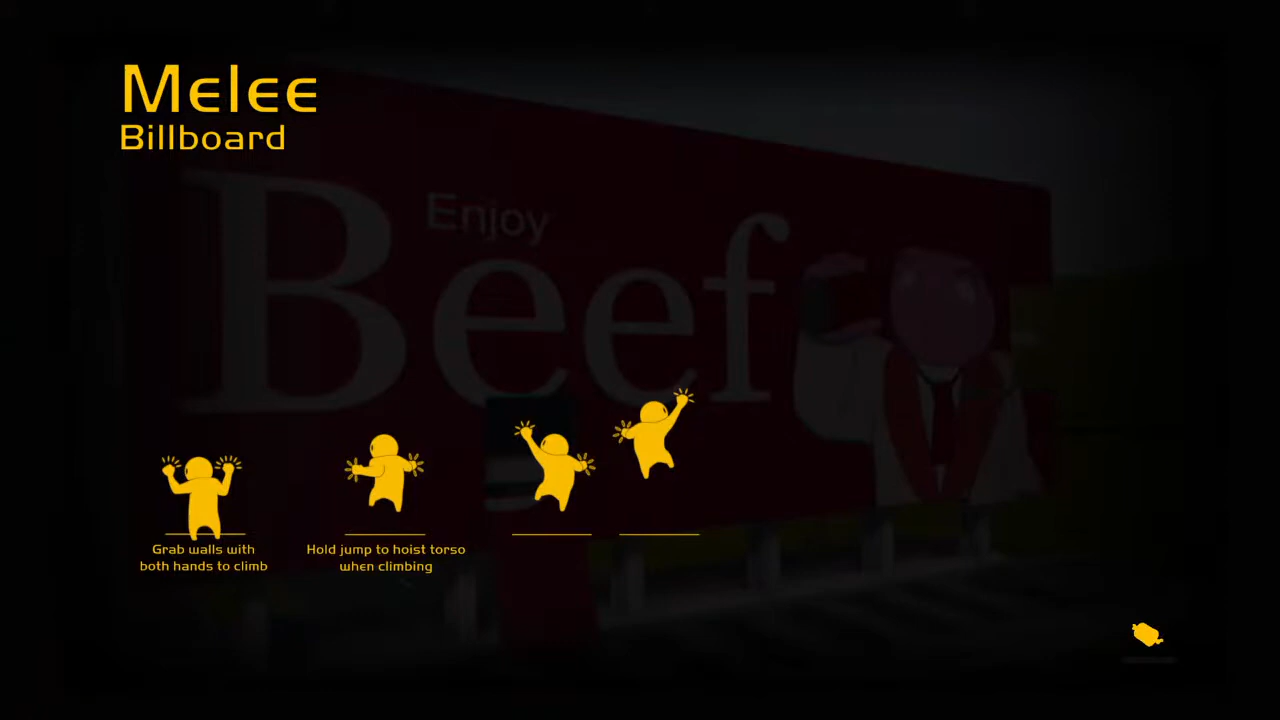 Melee
Billboard
Enjoy
Beef
Grab walls with
both hands to climb
Hold jump to hoist torso
when climbing